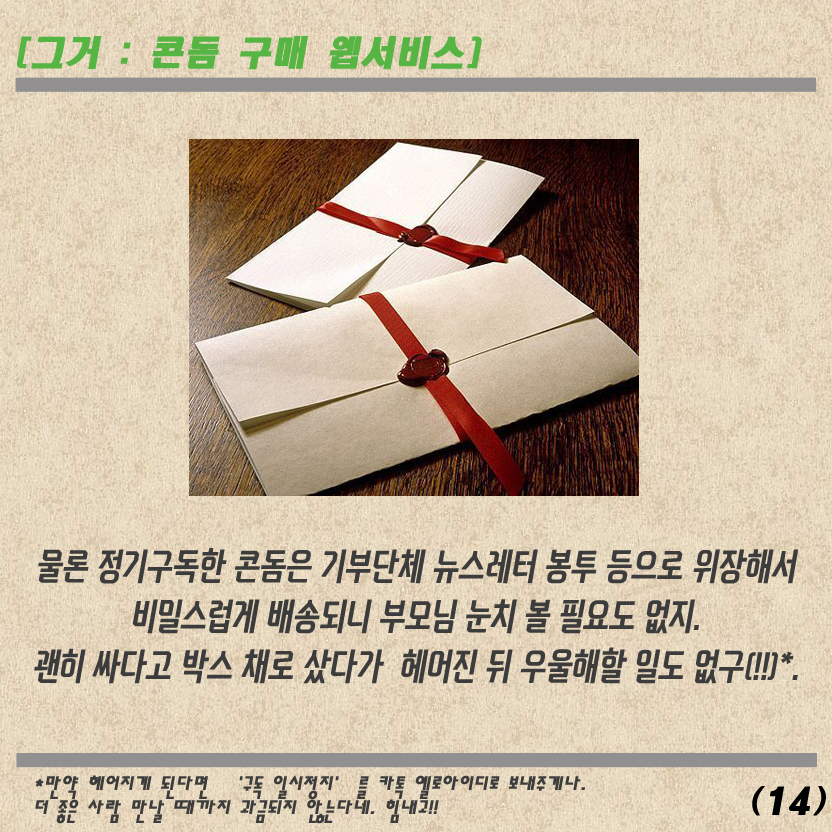 [그거 : 콘돔 구매 웹서비스]
물론 정기구독한 콘돔은 기부단체 뉴스레터 봉투 등으로 위장해서
비밀스럽게 배송되니 부모님 눈치 볼 필요도 없지.
괜히 싸다고 박스 채로 샀다가 헤어진 뒤 우울해할 일도 없구(!!)*.
*만약 헤어지게 된다면 '구독 일시정지' 를 카톡 옐로아이디로 보내주게나.
더 좋은 사람 만날 때까지 과금되지 않는다네. 힘내고!!
(14)